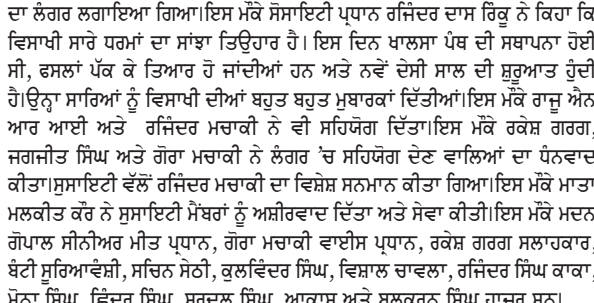 ਦਾ ਲੰਗਰ ਲਗਾਇਆ ਗਿਆ।ਇਸ ਮੌਕੇ ਸੋਸਾਇਟੀ ਪ੍ਰਧਾਨ ਰਜਿੰਦਰ ਦਾਸ ਰਿੰਕੂ ਨੇ ਕਿਹਾ ਕਿ
ਵਿਸਾਖੀ ਸਾਰੇ ਧਰਮਾਂ ਦਾ ਸਾਂਝਾ ਤਿਉਹਾਰ ਹੈ। ਇਸ ਦਿਨ ਖਾਲਸਾ ਪੰਥ ਦੀ ਸਥਾਪਨਾ ਹੋਈ
ਸੀ, ਫਸਲਾਂ ਪੱਕ ਕੇ ਤਿਆਰ ਹੋ ਜਾਂਦੀਆਂ ਹਨ ਅਤੇ ਨਵੇਂ ਦੇਸੀ ਸਾਲ ਦੀ ਸ਼ੁਰੂਆਤ ਹੁੰਦੀ
ਹੈ।ਉਨ੍ਹਾ ਸਾਰਿਆਂ ਨੂੰ ਵਿਸਾਖੀ ਦੀਆਂ ਬਹੁਤ ਬਹੁਤ ਮੁਬਾਰਕਾਂ ਦਿੱਤੀਆਂ।ਇਸ ਮੌਕੇ ਰਾਜੂ ਐਨ
ਆਰ ਆਈ ਅਤੇ ਰਜਿੰਦਰ ਮਚਾਕੀ ਨੇ ਵੀ ਸਹਿਯੋਗ ਦਿੱਤਾ।ਇਸ ਮੌਕੇ ਰਕੇਸ਼ ਗਰਗ,
ਜਗਜੀਤ ਸਿੰਘ ਅਤੇ ਗੋਰਾ ਮਚਾਕੀ ਨੇ ਲੰਗਰ 'ਚ ਸਹਿਯੋਗ ਦੇਣ ਵਾਲਿਆਂ ਦਾ ਧੰਨਵਾਦ
ਕੀਤਾ।ਸੁਸਾਇਟੀ ਵੱਲੋਂ ਰਜਿੰਦਰ ਮਚਾਕੀ ਦਾ ਵਿਸ਼ੇਸ਼ ਸਨਮਾਨ ਕੀਤਾ ਗਿਆ।ਇਸ ਮੌਕੇ ਮਾਤਾ
ਮਲਕੀਤ ਕੌਰ ਨੇ ਸੁਸਾਇਟੀ ਮੈਂਬਰਾਂ ਨੂੰ ਅਸ਼ੀਰਵਾਦ ਦਿੱਤਾ ਅਤੇ ਸੇਵਾ ਕੀਤੀ।ਇਸ ਮੌਕੇ ਮਦਨ
ਗੋਪਾਲ ਸੀਨੀਅਰ ਮੀਤ ਪ੍ਰਧਾਨ, ਗੋਰਾ ਮਚਾਕੀ ਵਾਈਸ ਪ੍ਰਧਾਨ, ਰਕੇਸ਼ ਗਰਗ ਸਲਾਹਕਾਰ,
ਬੰਟੀ ਸੂਰਿਆਵੰਸ਼ੀ, ਸਚਿਨ ਸੇਠੀ, ਕੁਲਵਿੰਦਰ ਸਿੰਘ, ਵਿਸ਼ਾਲ ਚਾਵਲਾ, ਰਜਿੰਦਰ ਸਿੰਘ ਕਾਕਾ,
ਸਿੰਘ, ਸਿੰਘ, ਅਤੇ ਸਿੰਘ ਹਾਜ਼ਰ ਸਨ।